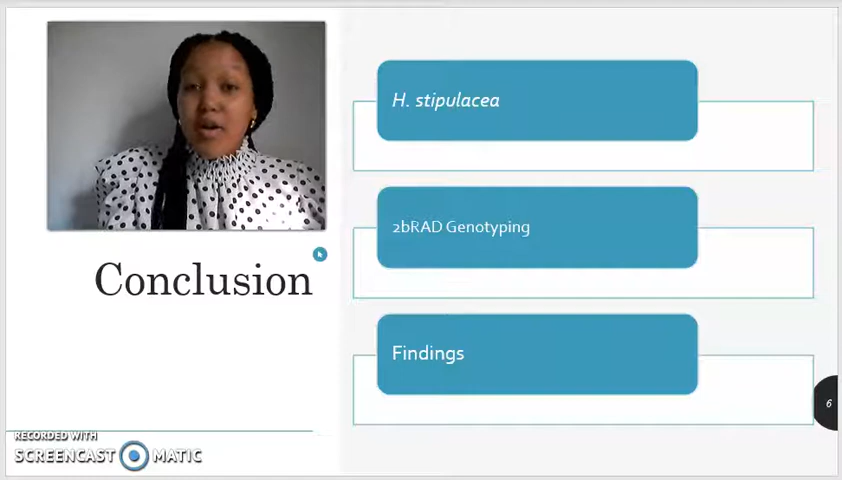 Conclusion
H. stipulacea
2bRAD Genotyping
Findings
6
RECORDED WITH
SCREENCAST MATIC